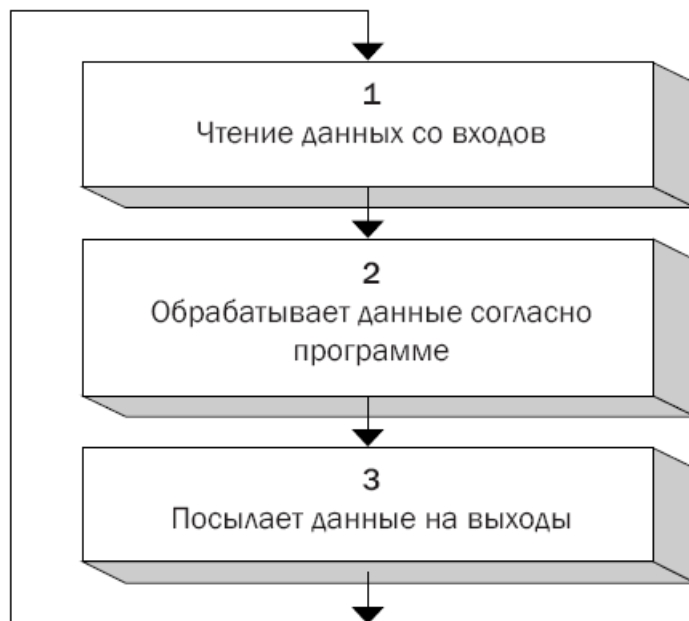 1
Чтение данных со входов
2
Обрабатывает данные согласно
программе
3
Посылает данные на выходы